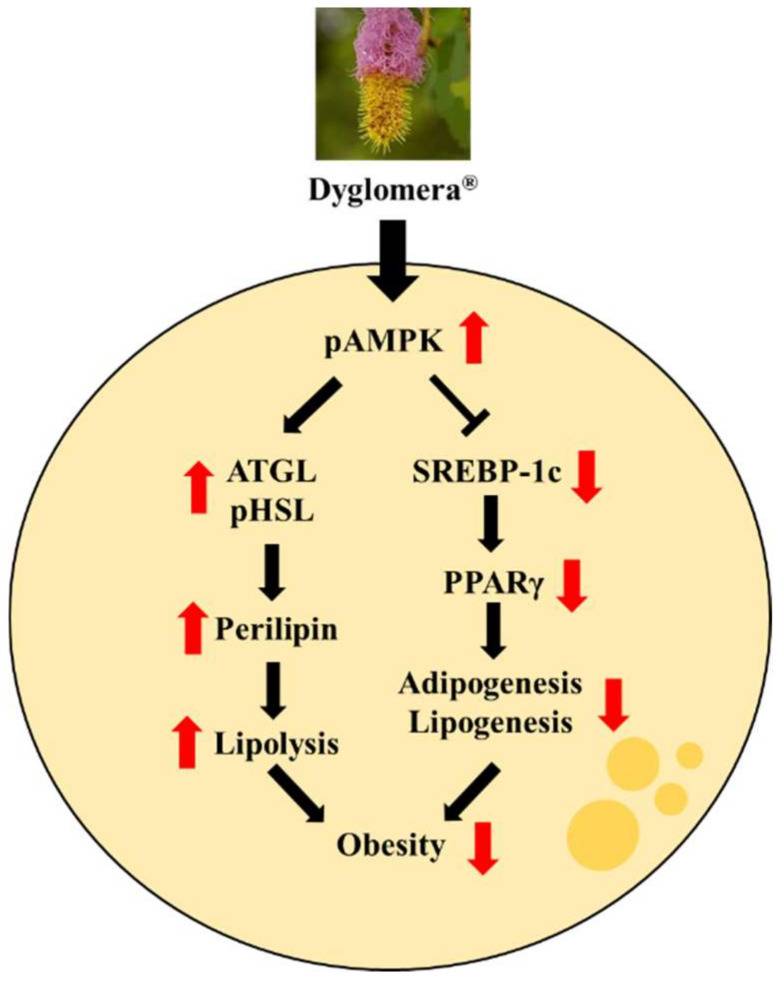 Dyglomera®
pAMPK
ATGL
pHSL
SREBP-1c
PPARγ
Perilipin
Adipogenesis
Lipogenesis
Lipolysis
Obesity